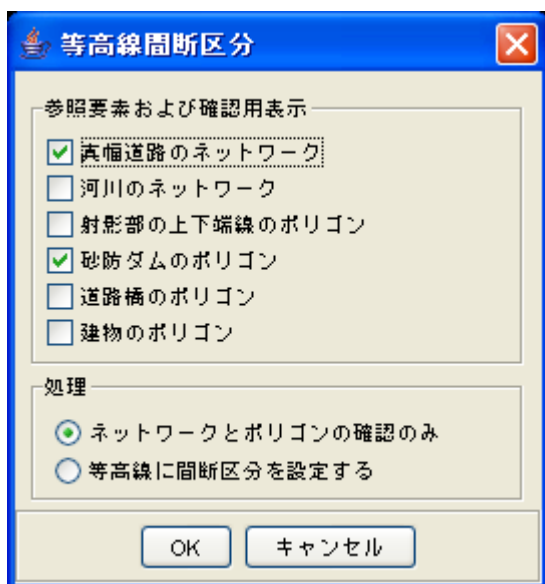 等高線間断区分
参照要素および確認用表示
真幅道路のネットワーク
河川のネットワーク
射影部の上下端線のポリゴン
砂防ダムのポリゴン
道路橋のポリゴン
建物のポリゴン
処理
ネットワークとポリゴンの確認のみ
等高線に間断区分を設定する
OK キャンセル